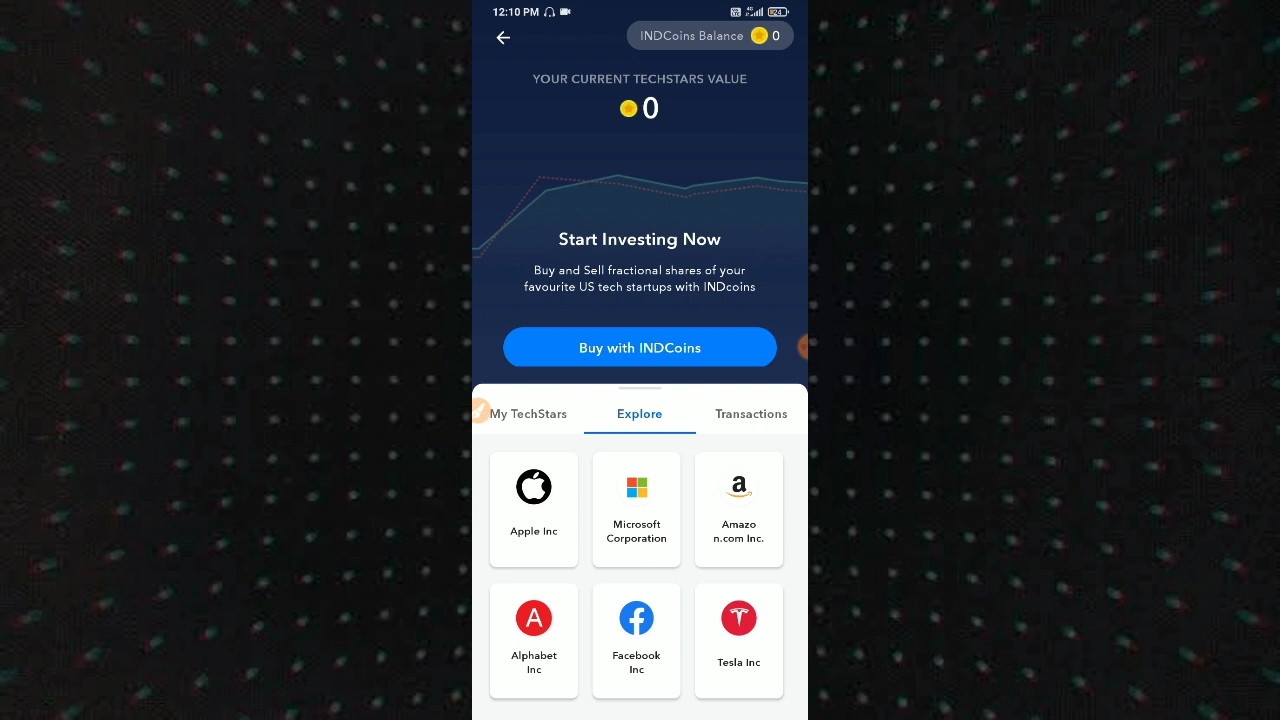 12:10 PM
24
INDCoins Balance 0
YOUR CURRENT TECHSTARS VALUE
0
Start Investing Now
Buy and Sell fractional shares of your
favourite US tech startups with INDcoins
Buy with INDCoins
My TechStars Explore Transactions
Apple Inc
Microsoft
Corporation
a
Amazo
n.com Inc.
A
Alphabet
Inc
f
Facebook
Inc
T
Tesla Inc